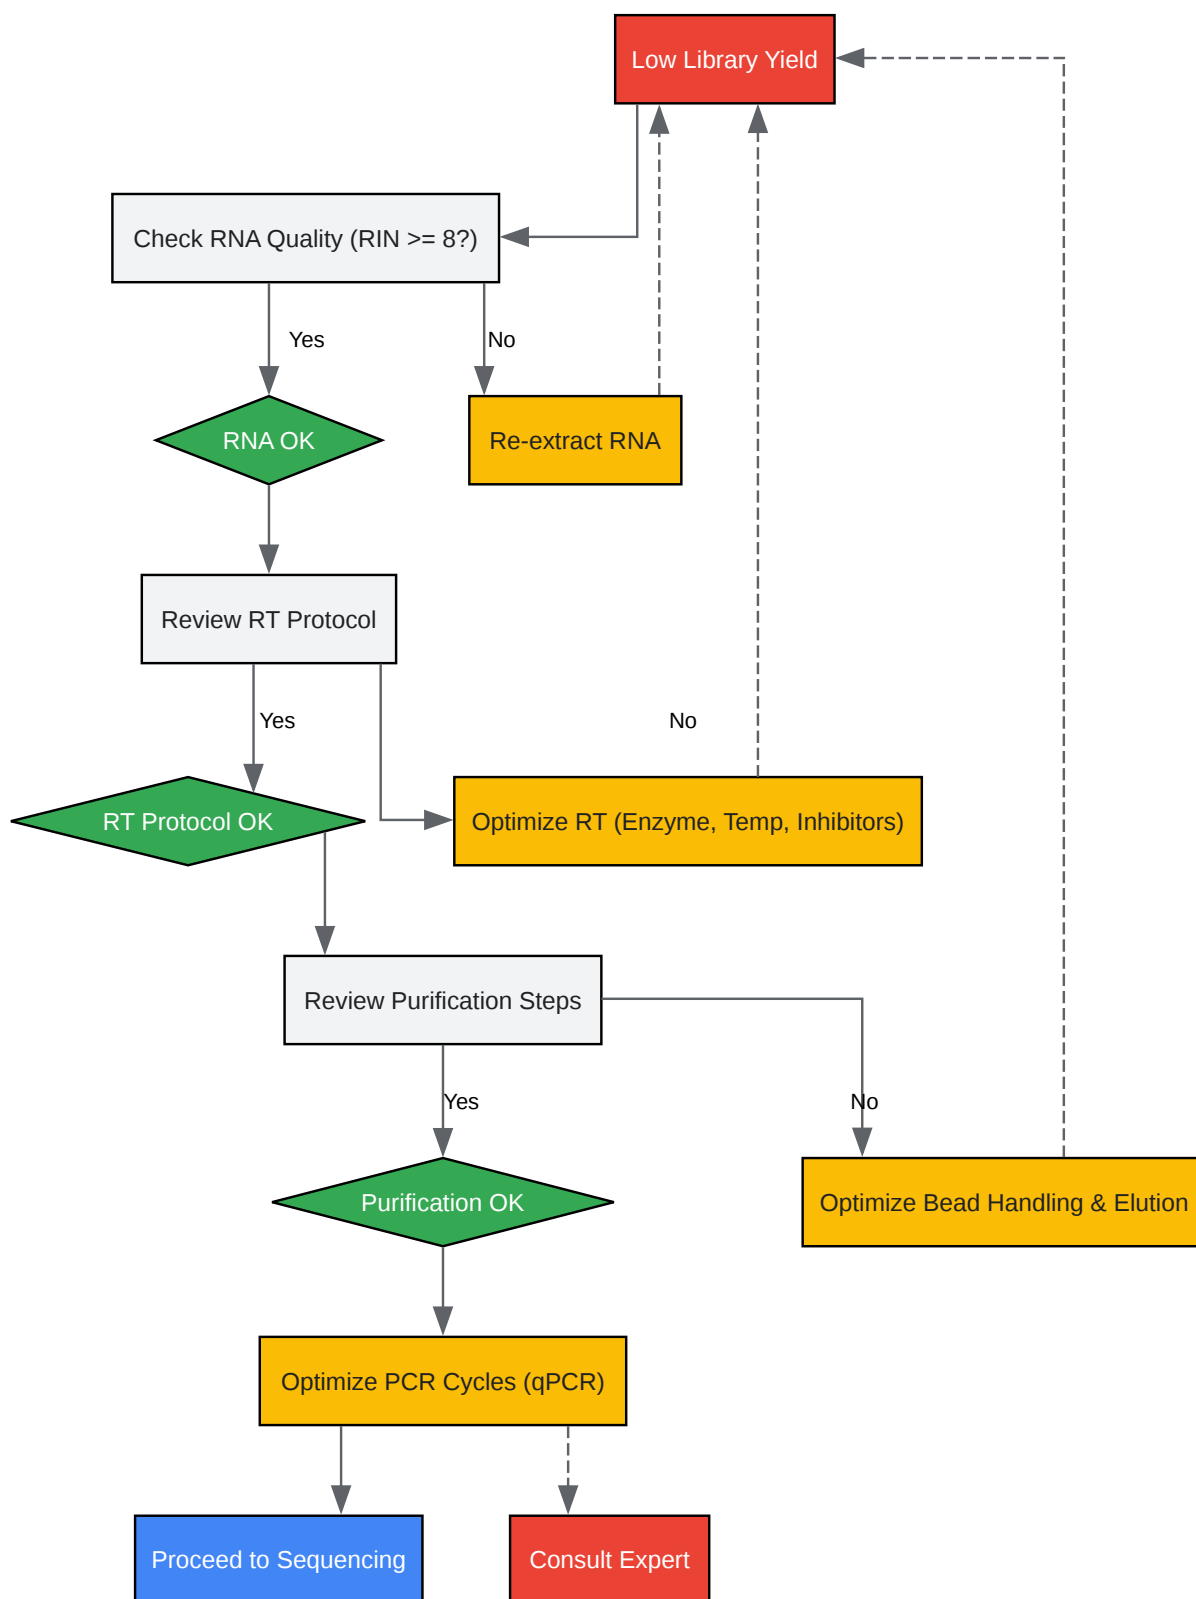 Low Library Yield
Check RNA Quality (RIN >= 8?)
Yes
No
RNA OK
Re-extract RNA
Review RT Protocol
Yes
No
RT Protocol OK
Optimize RT (Enzyme, Temp, Inhibitors)
Review Purification Steps
Yes
No
Purification OK
Optimize Bead Handling & Elution
Optimize PCR Cycles (qPCR)
Proceed to Sequencing
Consult Expert